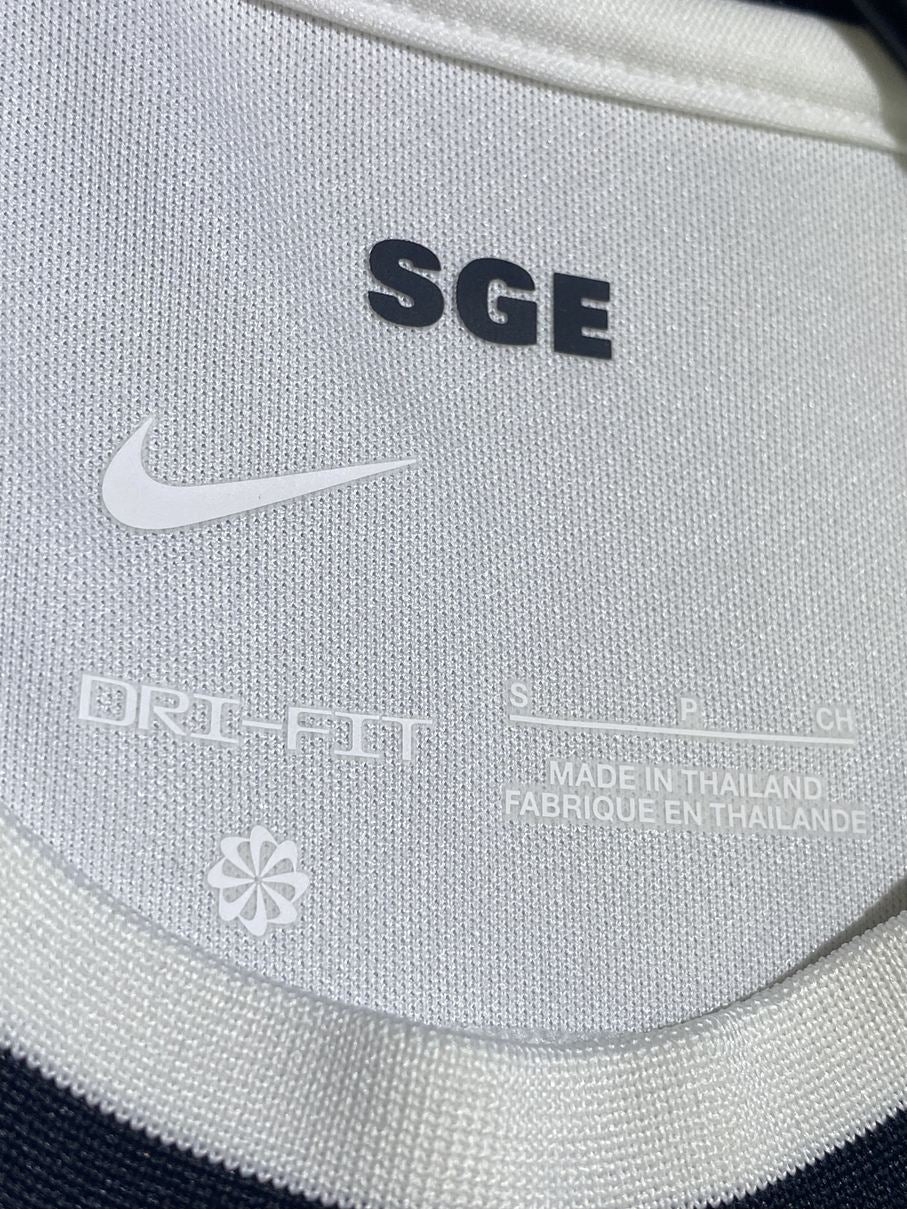 SGE
DRI-FIT
S P CH
MADE IN THAILAND
FABRIQUE EN THAILANDE